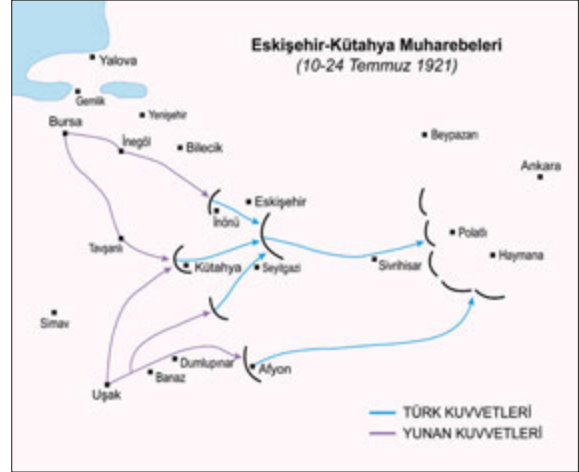 Eskişehir-Kütahya Muharebeleri
(10-24 Temmuz 1921)
Yalova
Gemlik
Yenişehir
Bursa
İnegöl
Bilecik
Beypazarı
Ankara
Eskişehir
İnönü
Tavşanlı
Kütahya
Seyitgazi
Sivrihisar
Polatlı
Haymana
Simav
Dumlupınar
Banaz
Afyon
Uşak
TÜRK KUVVETLERİ
YUNAN KUVVETLERİ